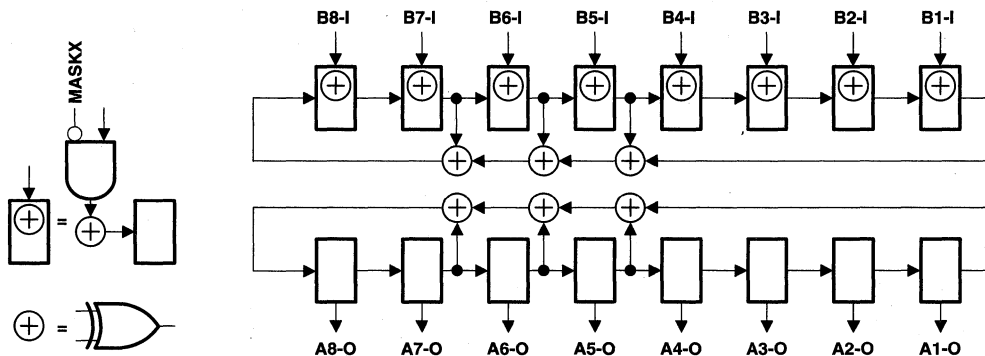 B8-I B7-I B6-I B5-I B4-I B3-I B2-I B1-I
MASKX
=
=
A8-O A7-O A6-O A5-O A4-O A3-O A2-O A1-O